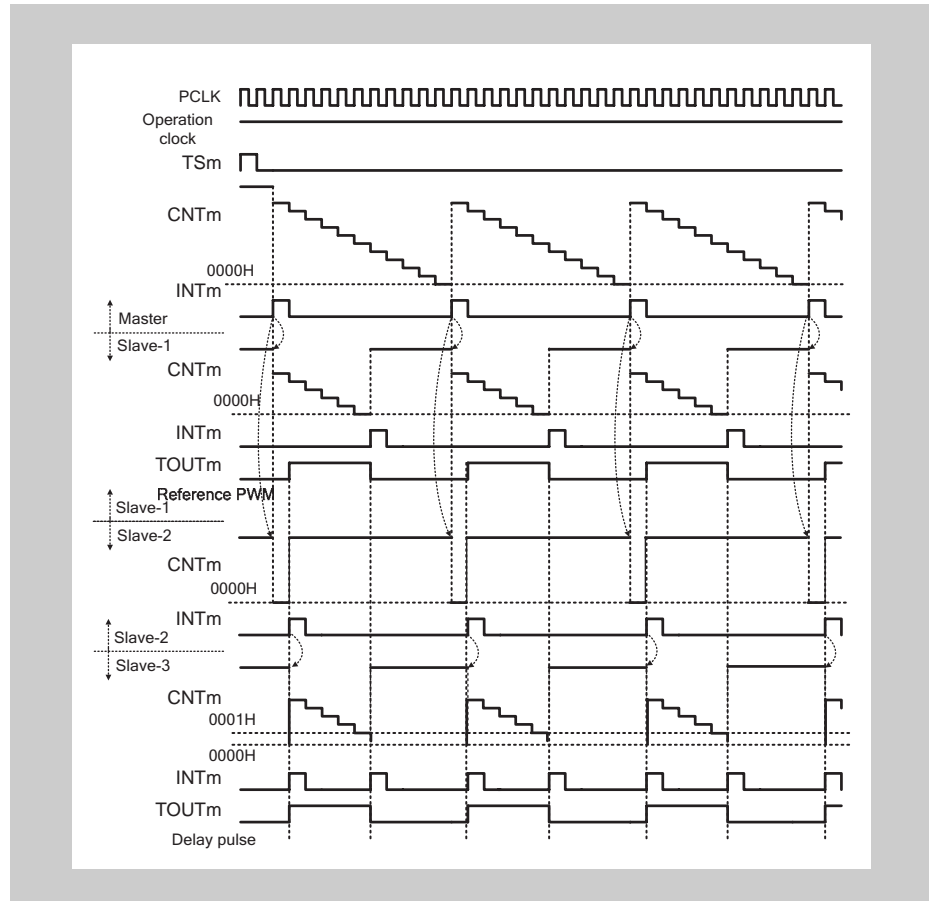 PCLK
Operation
clock
TSm
CNTm
0000H
INTm
Master
Slave-1
CNTm
0000H
INTm
TOUTm
Reference PWM
Slave-1
Slave-2
CNTm
0000H
INTm
Slave-2
Slave-3
CNTm
0001H
0000H
INTm
TOUTm
Delay pulse